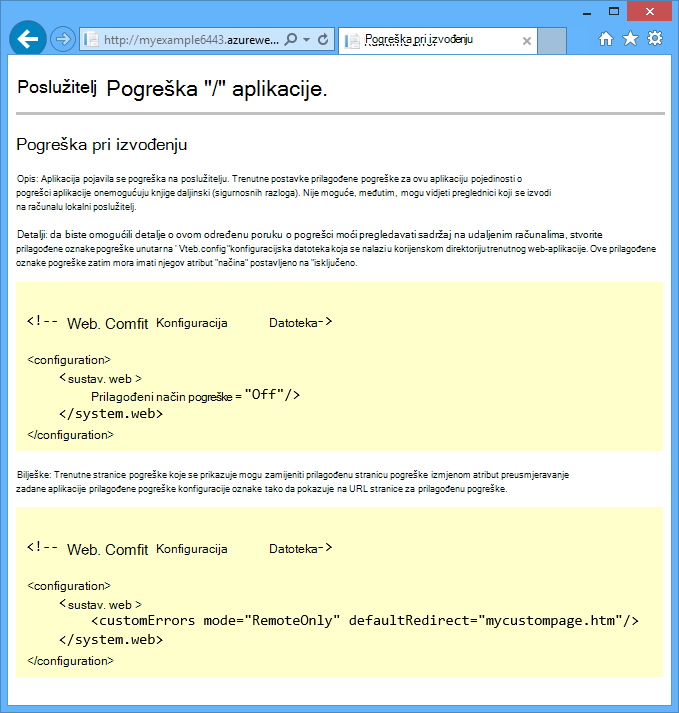 http://myexample6443.azurewe...
Pogreška pri izvođenju
Poslužitelj Pogreška "/" aplikacije.
Pogreška pri izvođenju
Opis: Aplikacija pojavila se pogreška na poslužitelju. Trenutne postavke prilagođene pogreške za ovu aplikaciju pojedinosti o
pogrešci aplikacije onemogućuju knjige daljinski (sigurnosnih razloga). Nije moguće, međutim, mogu vidjeti preglednici koji se izvodi
na računalu lokalni poslužitelj.
Detalji: da biste omogućili detalje o ovom određenu poruku o pogrešci moći pregledavati sadržaj na udaljenim računalima, stvorite
prilagođene oznake pogreške unutar na ' Vteb.config "konfiguracijska datoteka koja se nalazi u korijenskom direktoriju trenutnog web-aplikacije. Ove prilagođene
oznake pogreške zatim mora imati njegov atribut "načina" postavljeno na "isključeno.
<!-- Web. Comfit Konfiguracija Datoteka->
<configuration>
<sustav. web >
Prilagođeni način pogreške = "Off"/>
</system.web>
</configuration>
Bilješke: Trenutne stranice pogreške koje se prikazuje mogu zamijeniti prilagođenu stranicu pogreške izmjenom atribut preusmjeravanje
zadane aplikacije prilagođene pogreške konfiguracije oznake tako da pokazuje na URL stranice za prilagođenu pogreške.
<!-- Web. Comfit Konfiguracija Datoteka->
<configuration>
<sustav. web >
<customErrors mode="RemoteOnly" defaultRedirect="mycustompage.htm"/>
</system.web>
</configuration>